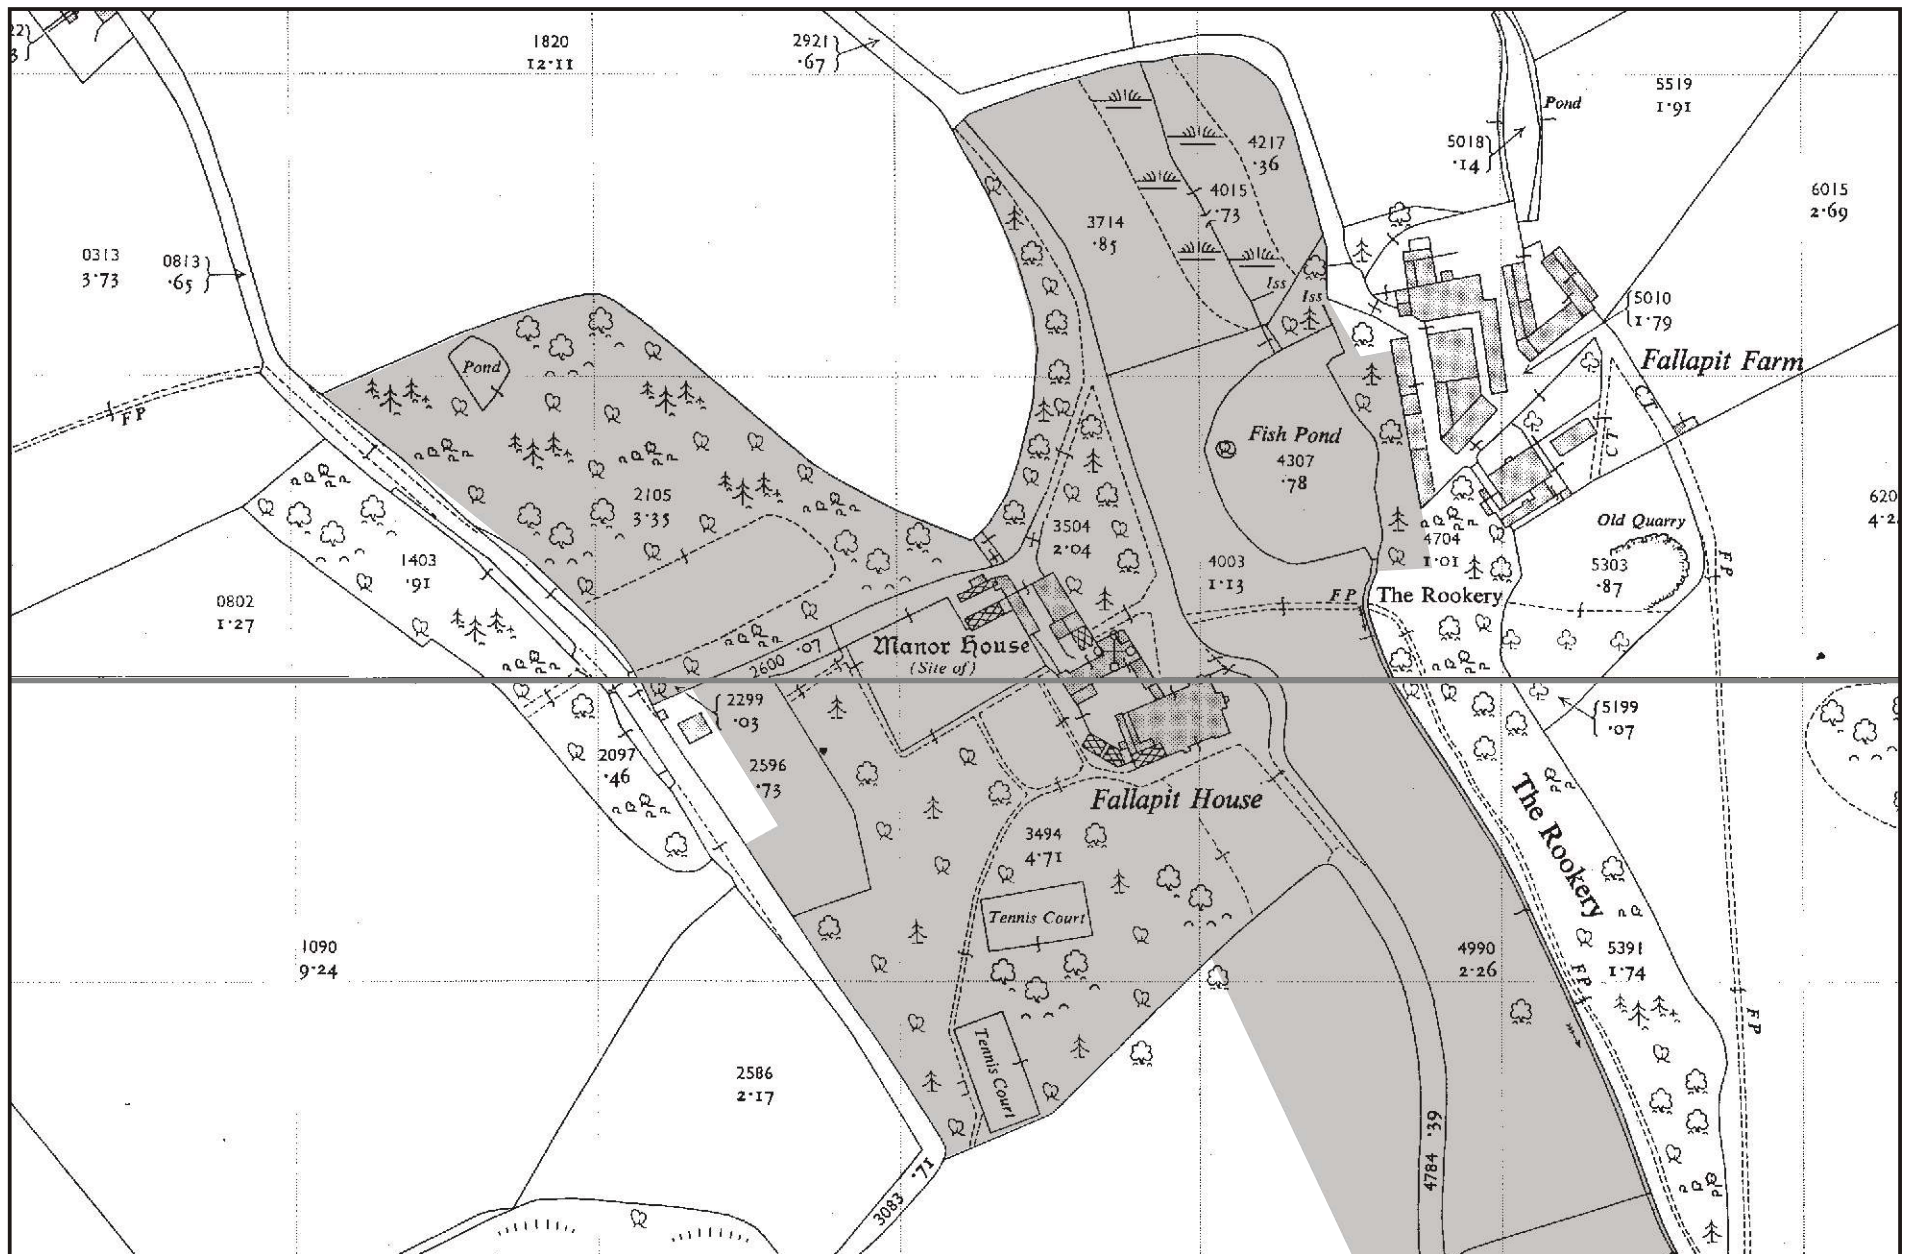 1820
12.11
2921
.67
5519
1.91
Pond
5018
.14
4217
.36
4015
.73
6015
2.69
3714
.85
0313
3.73
0813
.65
Iss
Iss
5010
1.79
Fallapit Farm
Pond
FP
CT
CT
Fish Pond
4307
.78
2105
3.35
620
4.2
Old Quarry
3504
2.04
4704
1.01
1403
.91
4003
1.13
5303
.87
FP
0802
12.1
FP
The Rookery
Manor House
(Site of)
2600 .07
2299
.03
5199
.07
2097
.46
2596
.73
Fallapit House
The Rookery
3494
4.71
Tennis Court
1090
9.24
4990
2.26
5391
1.74
FP
FP
Tennis Court
2586
2.17
4784 .39
3083 .71